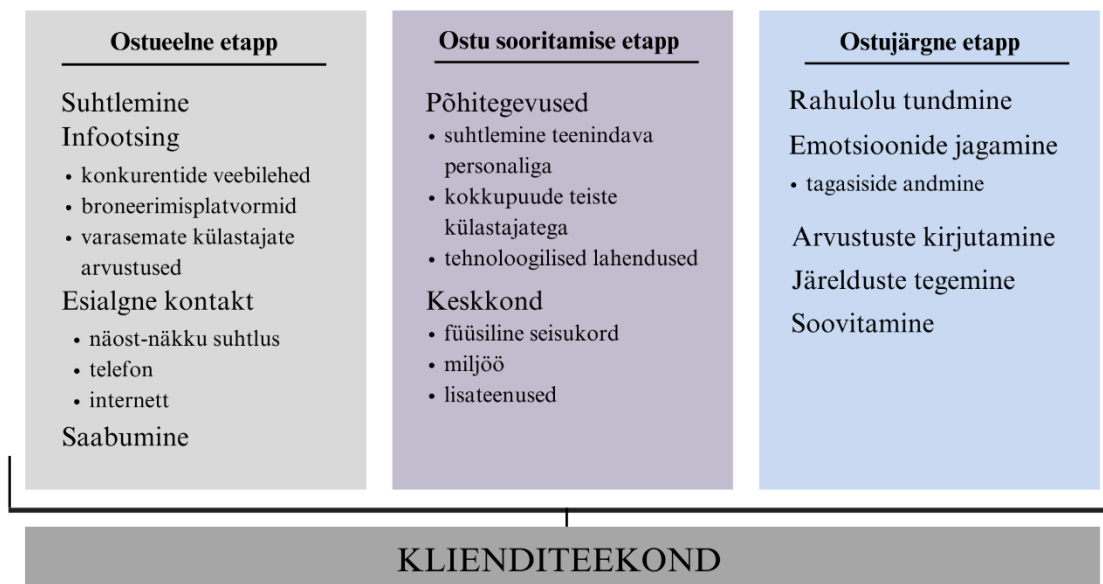 Ostueelne etapp
Suhtlemine
Infootsing
• konkurentide veebilehed
• broneerimisplatvormid
• varasemate külastajate
arvustused
Esialgne kontakt
• näost-näkku suhtlus
• telefon
• internett
Saabumine
Ostu sooritamise etapp
Põhitegevused
• suhtlemine teenindava
personaliga
• kokkupuude teiste
külastajatega
• tehnoloogilised lahendused
Keskkond
• füüsiline seisukord
• miljöö
• lisateenused
Ostujärgne etapp
Rahulolu tundmine
Emotsioonide jagamine
• tagasiside andmine
Arvustuste kirjutamine
Järelduste tegemine
Soovitamine
KLIENDITEEKOND